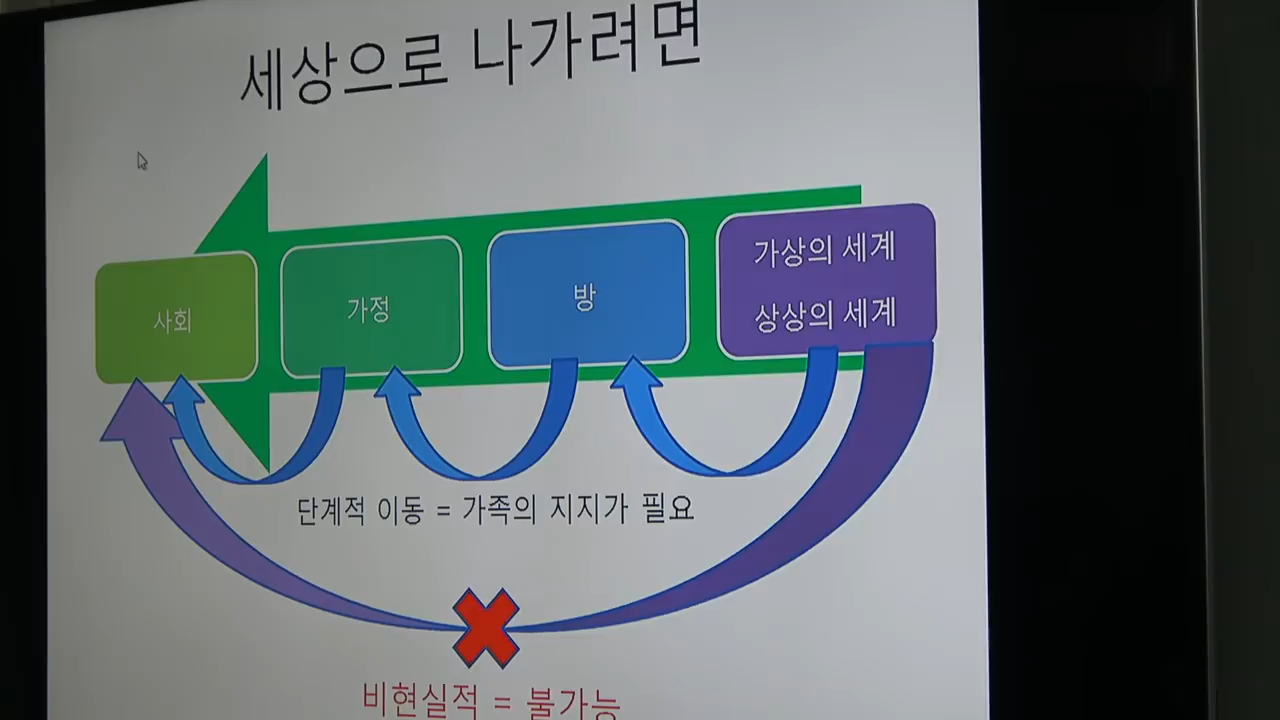 세상으로 나가려면
사회
가정
방
가상의 세계
상상의 세계
단계적 이동 = 가족의 지지가 필요
비현실적 = 불가능